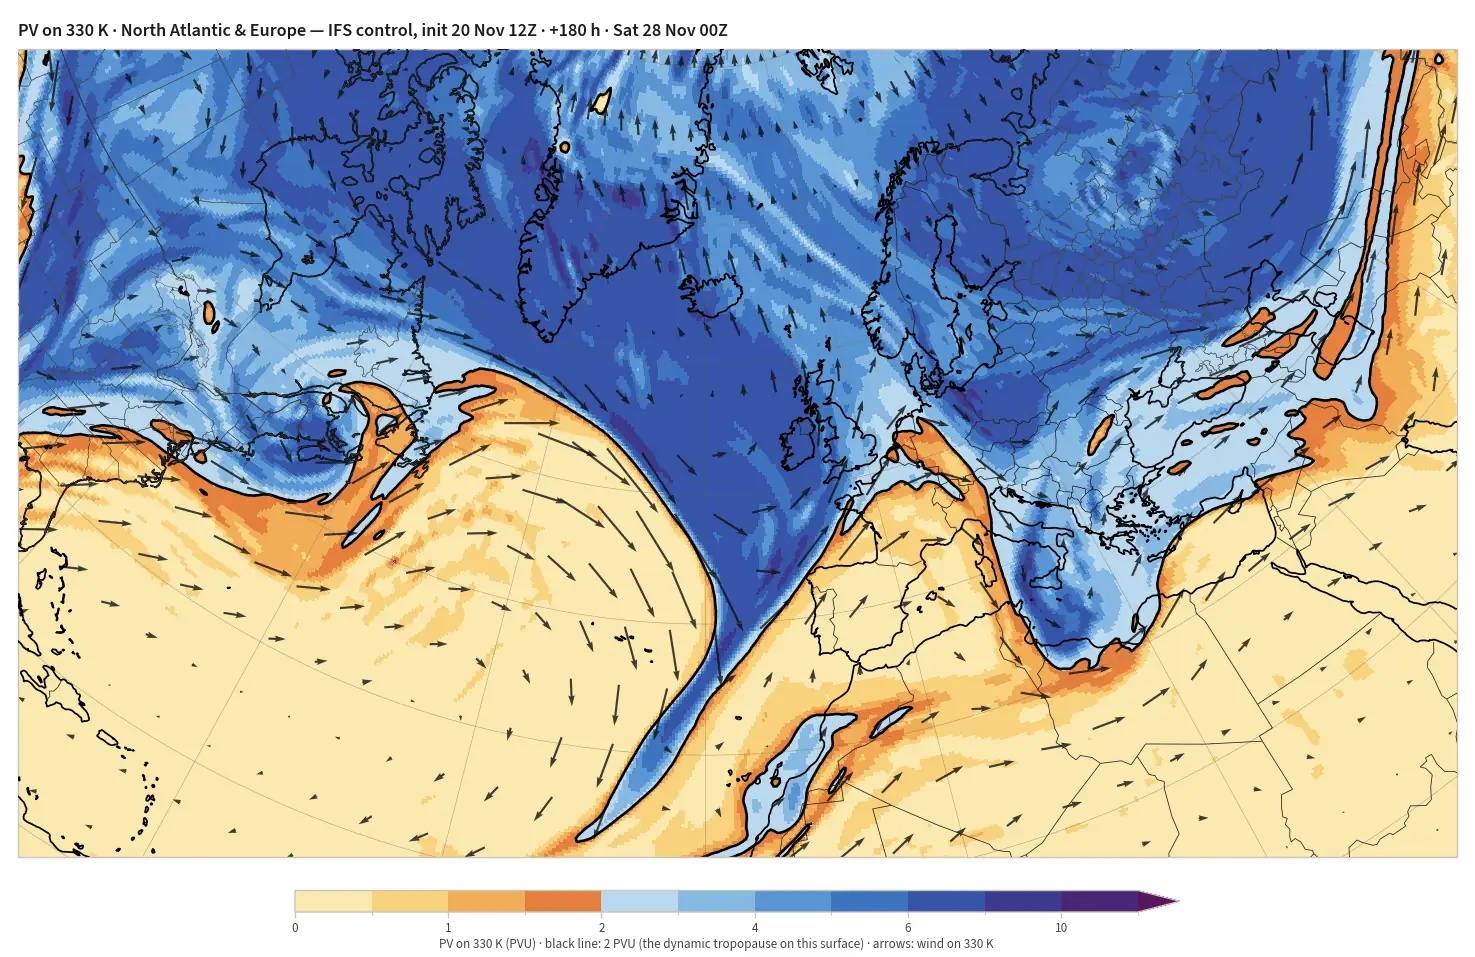 PV on 330 K · North Atlantic & Europe — IFS control, init 20 Nov 12Z · +180 h · Sat 28 Nov 00Z
0 1 2 4 6 10
PV on 330 K (PVU) · black line: 2 PVU (the dynamic tropopause on this surface) · arrows: wind on 330 K